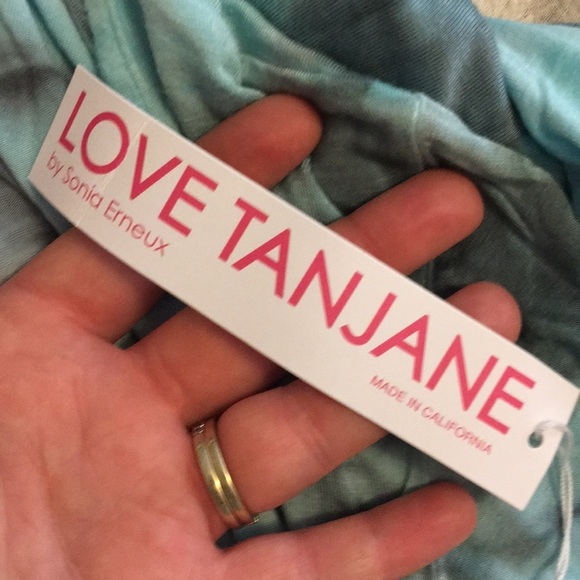 LOVE TANJANE
by Sonia Erneux
MADE IN CALIFORNIA